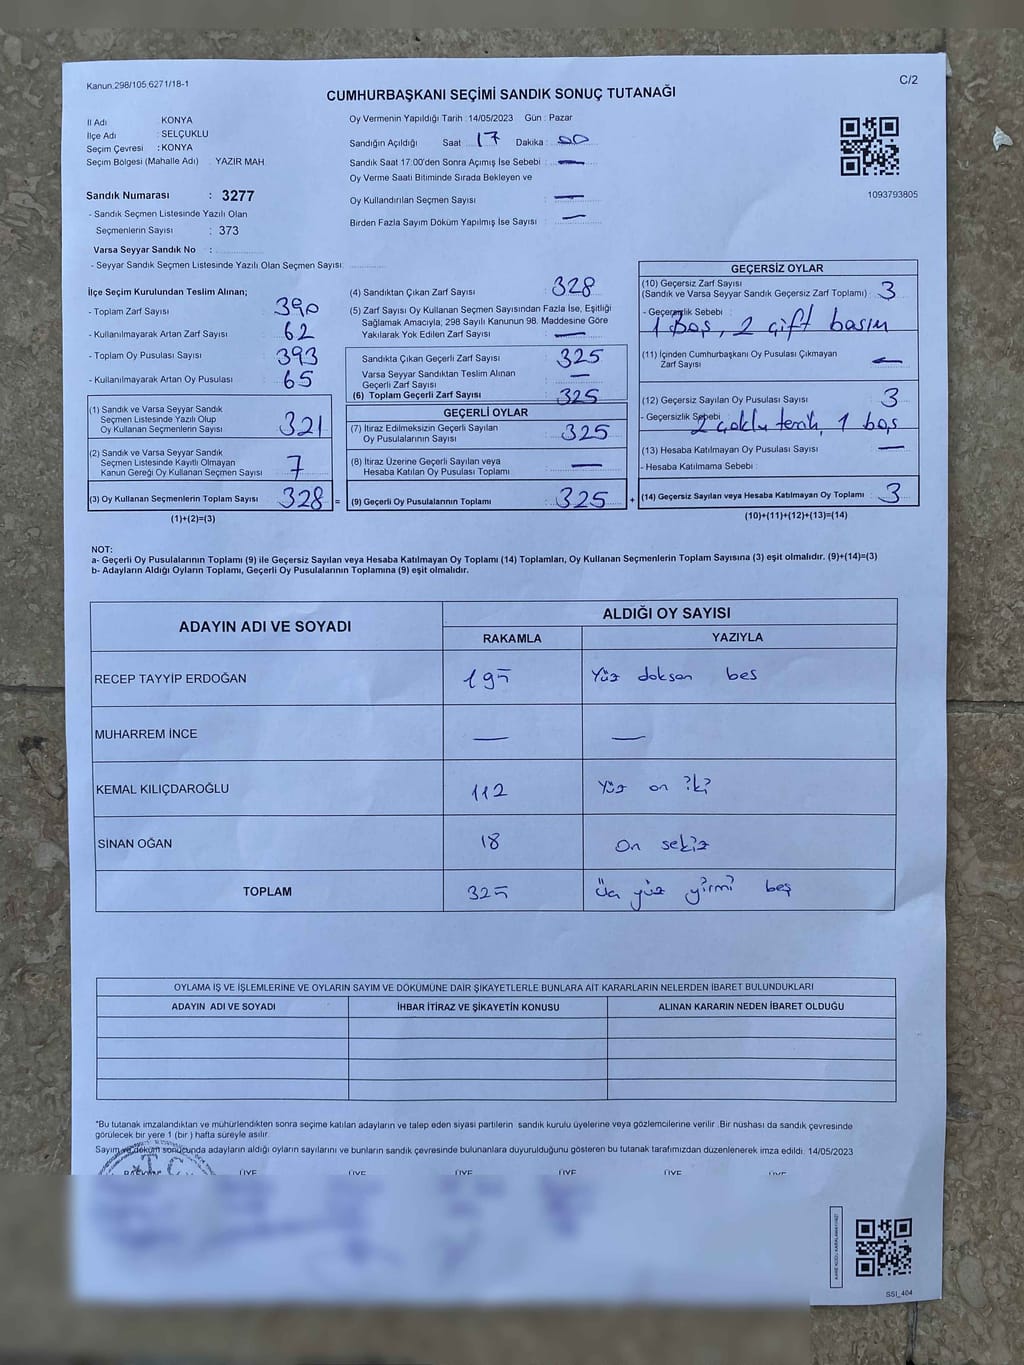 Kanun.298/105.6271/18-1
C/2
CUMHURBAŞKANI SEÇİMİ SANDIK SONUÇ TUTANAĞI
İl Adı KONYA
İlçe Adı : SELÇUKLU
Seçim Çevresi : KONYA
Seçim Bölgesi (Mahalle Adı) : YAZIR MAH.
Sandık Numarası : 3277
- Sandık Seçmen Listesinde Yazılı Olan
Seçmenlerin Sayısı : 373
Varsa Seyyar Sandık No :
- Seyyar Sandık Seçmen Listesinde Yazılı Olan Seçmen Sayısı:
Oy Vermenin Yapıldığı Tarih : 14/05/2023 Gün : Pazar
Sandığın Açıldığı Saat : 17 Dakika : 00
Sandık Saat 17:00'den Sonra Açımış İse Sebebi : —
Oy Verme Saati Bitiminde Sırada Bekleyen ve
Oy Kullandırılan Seçmen Sayısı : —
Birden Fazla Sayım Döküm Yapılmış İse Sayısı : —
1093793805
İlçe Seçim Kurulundan Teslim Alınan;
- Toplam Zarf Sayısı : 390
- Kullanılmayarak Artan Zarf Sayısı : 62
- Toplam Oy Pusulası Sayısı : 393
- Kullanılmayarak Artan Oy Pusulası : 65
(1) Sandık ve Varsa Seyyar Sandık
Seçmen Listesinde Yazılı Olup
Oy Kullanan Seçmenlerin Sayısı : 321
(2) Sandık ve Varsa Seyyar Sandık
Seçmen Listesinde Kayıtlı Olmayan
Kanun Gereği Oy Kullanan Seçmen Sayısı : 7
(3) Oy Kullanan Seçmenlerin Toplam Sayısı : 328 =
(1)+(2)=(3)
(4) Sandıktan Çıkan Zarf Sayısı : 328
(5) Zarf Sayısı Oy Kullanan Seçmen Sayısından Fazla İse, Eşitliği
Sağlamak Amacıyla; 298 Sayılı Kanunun 98. Maddesine Göre
Yakılarak Yok Edilen Zarf Sayısı : —
Sandıkta Çıkan Geçerli Zarf Sayısı : 325
Varsa Seyyar Sandıktan Teslim Alınan
Geçerli Zarf Sayısı : —
(6) Toplam Geçerli Zarf Sayısı : 325
GEÇERLİ OYLAR
(7) İtiraz Edilmeksizin Geçerli Sayılan
Oy Pusulalarının Sayısı : 325
(8) İtiraz Üzerine Geçerli Sayılan veya
Hesaba Katılan Oy Pusulası Toplamı : —
(9) Geçerli Oy Pusulalarının Toplamı : 325 +
GEÇERSİZ OYLAR
(10) Geçersiz Zarf Sayısı
(Sandık ve Varsa Seyyar Sandık Geçersiz Zarf Toplamı) : 3
- Geçersizlik Sebebi :
1 Boş, 2 çift basım
(11) İçinden Cumhurbaşkanı Oy Pusulası Çıkmayan
Zarf Sayısı : —
(12) Geçersiz Sayılan Oy Pusulası Sayısı : 3
- Geçersizlik Sebebi :
2 çoklu tercih, 1 boş
(13) Hesaba Katılmayan Oy Pusulası Sayısı : —
- Hesaba Katılmama Sebebi :
(14) Geçersiz Sayılan veya Hesaba Katılmayan Oy Toplamı : 3
(10)+(11)+(12)+(13)=(14)
NOT:
a- Geçerli Oy Pusulalarının Toplamı (9) ile Geçersiz Sayılan veya Hesaba Katılmayan Oy Toplamı (14) Toplamları, Oy Kullanan Seçmenlerin Toplam Sayısına (3) eşit olmalıdır. (9)+(14)=(3)
b- Adayların Aldığı Oyların Toplamı, Geçerli Oy Pusulalarının Toplamına (9) eşit olmalıdır.
ADAYIN ADI VE SOYADI
ALDIĞI OY SAYISI
RAKAMLA YAZIYLA
RECEP TAYYİP ERDOĞAN 195 Yüz doksan bes
MUHARREM İNCE — —
KEMAL KILIÇDAROĞLU 112 Yüz on iki
SİNAN OĞAN 18 On sekiz
TOPLAM 325 Üç yüz yirmi beş
OYLAMA İŞ VE İŞLEMLERİNE VE OYLARIN SAYIM VE DÖKÜMÜNE DAİR ŞİKAYETLERLE BUNLARA AİT KARARLARIN NELERDEN İBARET BULUNDUKLARI
ADAYIN ADI VE SOYADI İHBAR İTİRAZ VE ŞİKAYETİN KONUSU ALINAN KARARIN NEDEN İBARET OLDUĞU
*Bu tutanak imzalandıktan ve mühürlendikten sonra seçime katılan adayların ve talep eden siyasi partilerin sandık kurulu üyelerine veya gözlemcilerine verilir .Bir nüshası da sandık çevresinde
görülecek bir yere 1 (bir ) hafta süreyle asılır.
Sayım ve döküm sonucunda adayların aldığı oyların sayılarını ve bunların sandık çevresinde bulunanlara duyurulduğunu gösteren bu tutanak tarafımızdan düzenlenerek imza edildi. 14/05/2023
BAŞKAN ÜYE ÜYE ÜYE ÜYE ÜYE ÜYE
T.C.
SSI_404